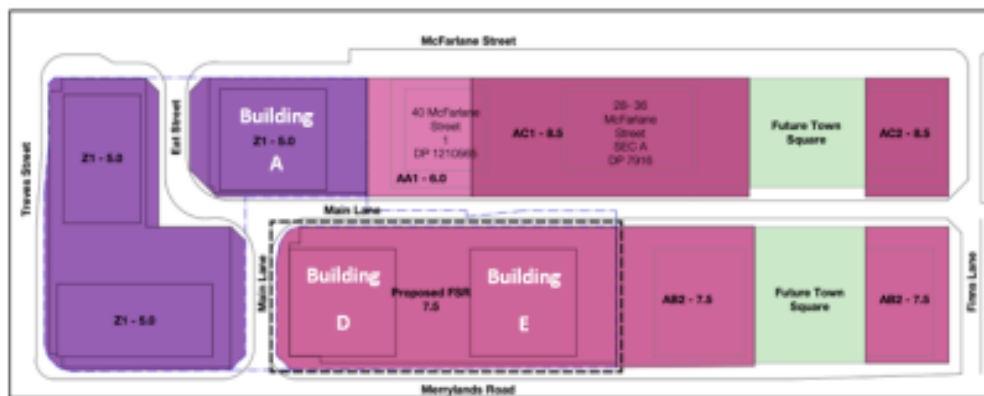 McFarlane Street
Treves Street
Z1 - 5.0
Eat Street
Building
Z1 - 5.0
A
40 McFarlane
Street
1
DP 1210565
AA1 - 6.0
AC1 - 8.5
28- 36
McFarlane
Street
SEC A
DP 7916
Future Town
Square
AC2 - 8.5
Main Lane
Z1 - 5.0
Main Lane
Building
D
Proposed FSR
7.5
Building
E
AB2 - 7.5
Future Town
Square
AB2 - 7.5
Finns Lane
Merrylands Road